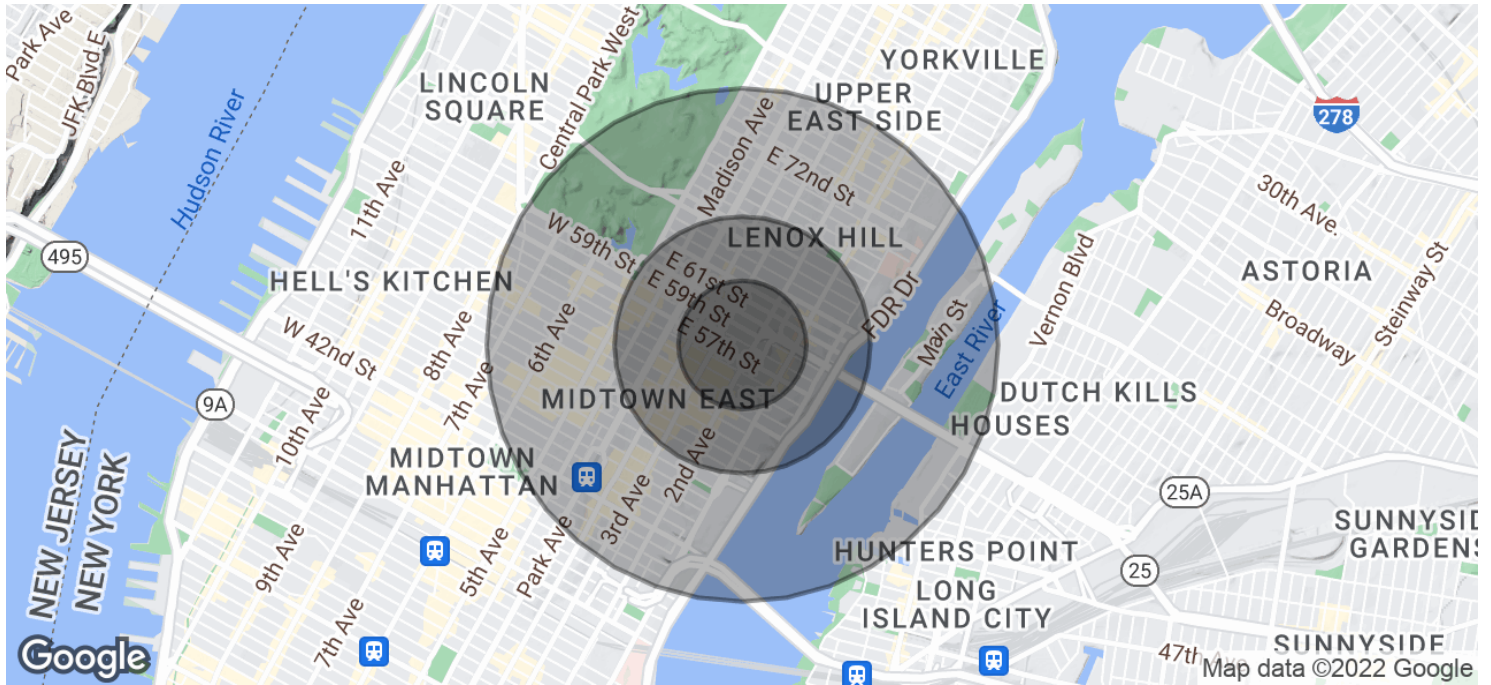 Park Ave
JFK Blvd E
Hudson River
LINCOLN
SQUARE
Central Park West
YORKVILLE
UPPER
EAST SIDE
278
Madison Ave
E 72nd St
11th Ave
30th Ave.
495
W 59th St
LENOX HILL
HELL'S KITCHEN
E 61st St
E 59th St
E 57th St
FDR Dr
Main St
East River
Vernon Blvd
ASTORIA
Steinway St
Broadway
W 42nd St
8th Ave
6th Ave
7th Ave
9A
10th Ave
MIDTOWN EAST
DUTCH KILLS
HOUSES
MIDTOWN
MANHATTAN
2nd Ave
3rd Ave
Park Ave
5th Ave
9th Ave
7th Ave
NEW JERSEY
NEW YORK
25A
SUNNYSID
GARDENS
HUNTERS POINT
25
LONG
ISLAND CITY
SUNNYSIDE
47th Ave
Google
Map data ©2022 Google